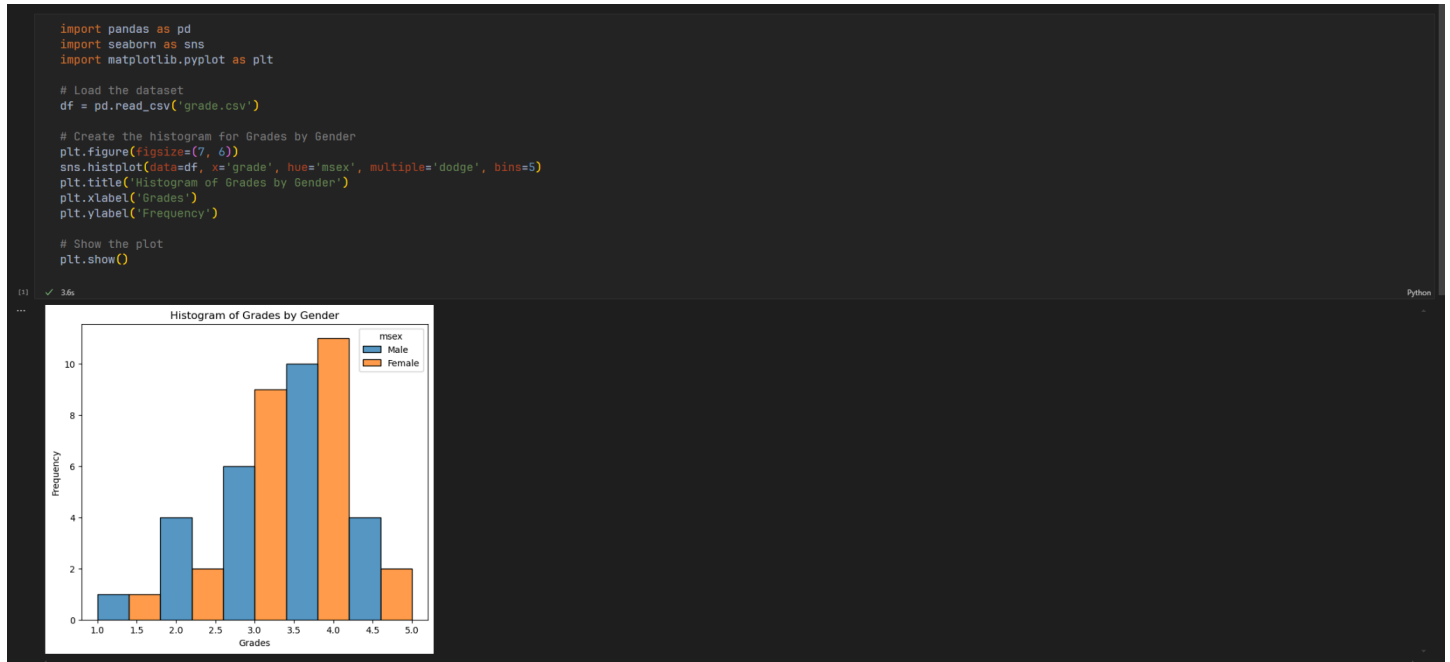 import pandas as pd
import seaborn as sns
import matplotlib.pyplot as plt
# Load the dataset
df = pd.read_csv('grade.csv')
# Create the histogram for Grades by Gender
plt.figure(figsize=(7, 6))
sns.histplot(data=df, x='grade', hue='msex', multiple='dodge', bins=5)
plt.title('Histogram of Grades by Gender')
plt.xlabel('Grades')
plt.ylabel('Frequency')
# Show the plot
plt.show()
[1] ✓ 3.6s Python
...
Histogram of Grades by Gender
msex
Male
Female
10
8
6
4
2
0
Frequency
1.0 1.5 2.0 2.5 3.0 3.5 4.0 4.5 5.0
Grades